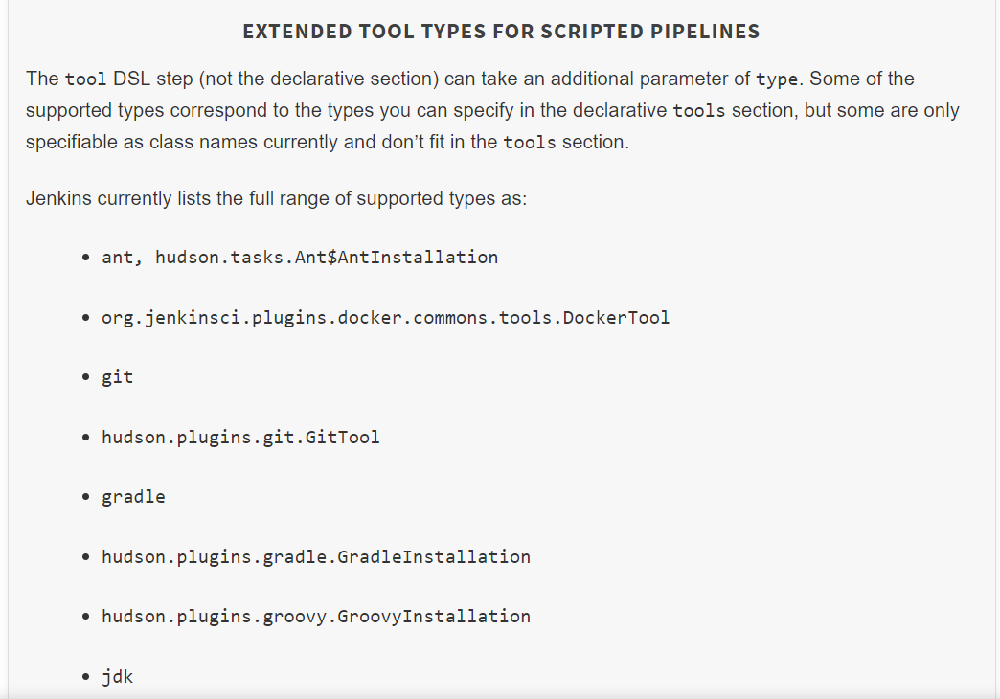 EXTENDED TOOL TYPES FOR SCRIPTED PIPELINES
The tool DSL step (not the declarative section) can take an additional parameter of type. Some of the
supported types correspond to the types you can specify in the declarative tools section, but some are only
specifiable as class names currently and don’t fit in the tools section.
Jenkins currently lists the full range of supported types as:
• ant, hudson.tasks.Ant$AntInstallation
• org.jenkinsci.plugins.docker.commons.tools.DockerTool
• git
• hudson.plugins.git.GitTool
• gradle
• hudson.plugins.gradle.GradleInstallation
• hudson.plugins.groovy.GroovyInstallation
• jdk